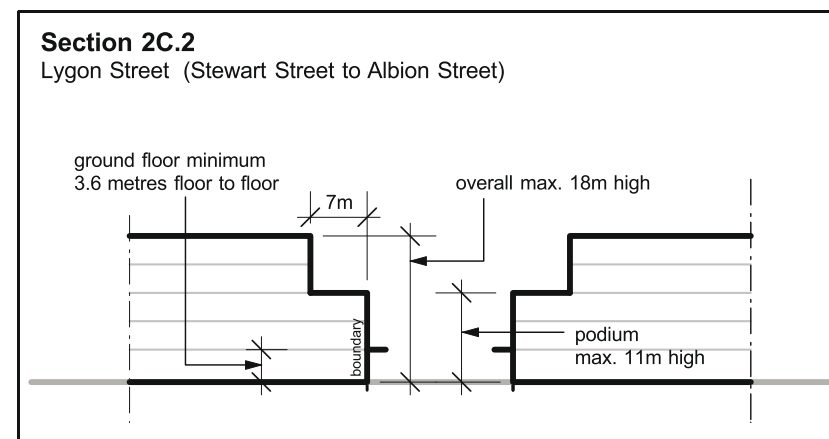 Section 2C.2
Lygon Street (Stewart Street to Albion Street)
ground floor minimum
3.6 metres floor to floor
7m
overall max. 18m high
boundary
podium
max. 11m high